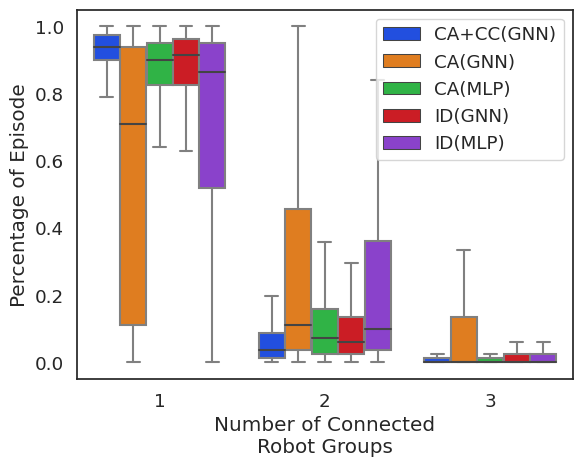 1.0
0.8
0.6
0.4
0.2
0.0
Percentage of Episode
CA+CC(GNN)
CA(GNN)
CA(MLP)
ID(GNN)
ID(MLP)
1
2
3
Number of Connected
Robot Groups